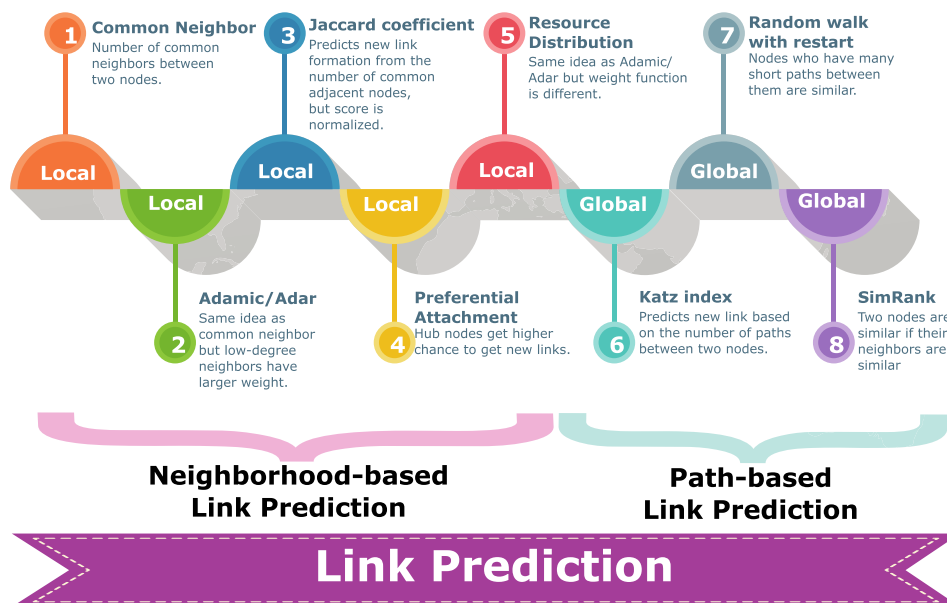 1
Common Neighbor
Number of common
neighbors between
two nodes.
Local
2
Adamic/Adar
Same idea as
common neighbor
but low-degree
neighbors have
larger weight.
Local
3
Jaccard coefficient
Predicts new link
formation from the
number of common
adjacent nodes,
but score is
normalized.
Local
4
Preferential
Attachment
Hub nodes get higher
chance to get new links.
Local
5
Resource
Distribution
Same idea as Adamic/
Adar but weight function
is different.
Local
6
Katz index
Predicts new link based
on the number of paths
between two nodes.
Global
7
Random walk
with restart
Nodes who have many
short paths between
them are similar.
Global
8
SimRank
Two nodes are
similar if their
neighbors are
similar
Global
Neighborhood-based
Link Prediction
Path-based
Link Prediction
Link Prediction